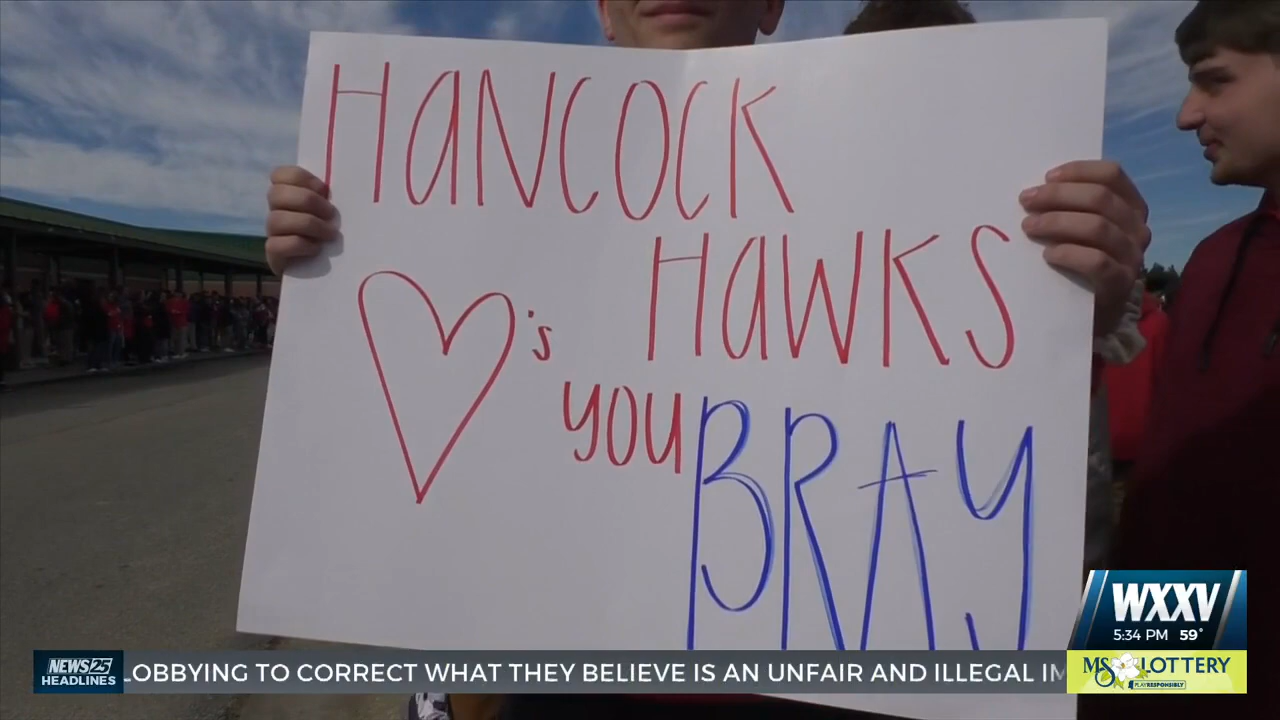 HANCOCK
HAWKS
♡'s
YOU BRAY
WXXV
5:34 PM 59°
NEWS 25
HEADLINES
LOBBYING TO CORRECT WHAT THEY BELIEVE IS AN UNFAIR AND ILLEGAL
MS LOTTERY
PLAY RESPONSIBLY